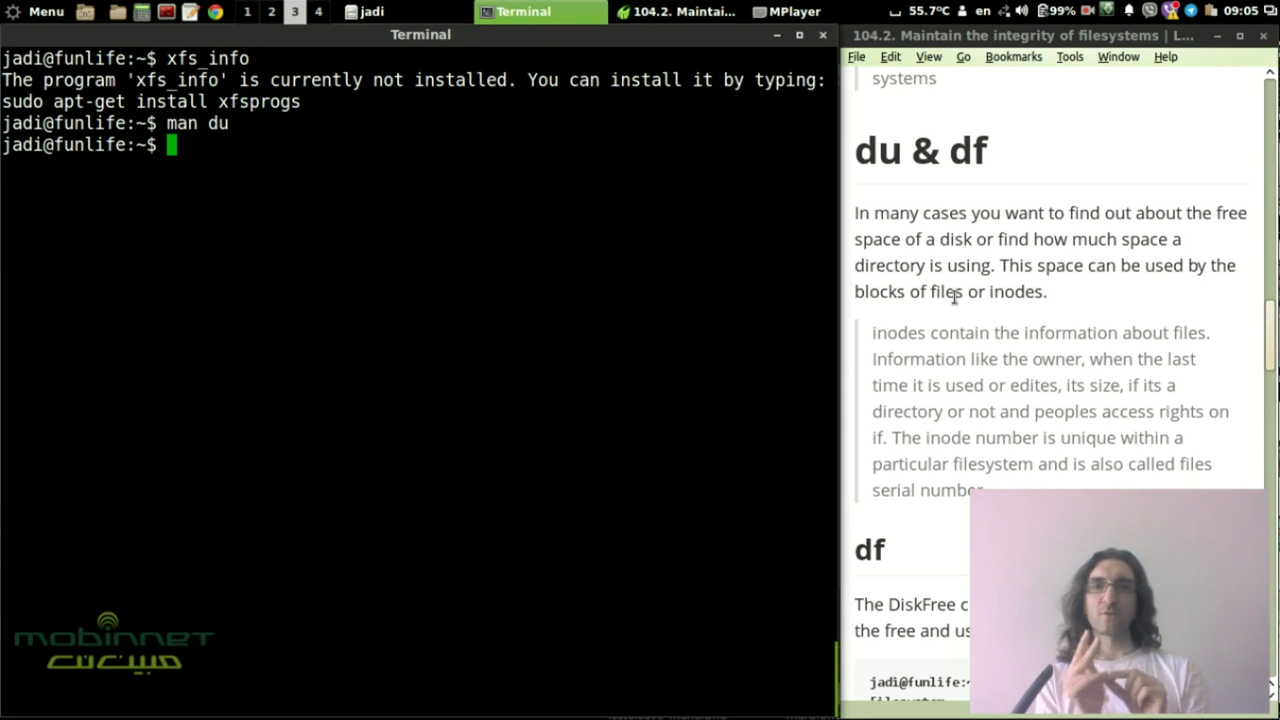 Menu
1 2 3 4
jadi
Terminal
104.2. Maintai...
MPlayer
55.7°C
en
99%
09:05
Terminal
jadi@funlife:~$ xfs_info
The program 'xfs_info' is currently not installed. You can install it by typing:
sudo apt-get install xfsprogs
jadi@funlife:~$ man du
jadi@funlife:~$
mobinnet
مبین نت
104.2. Maintain the integrity of filesystems | L...
File Edit View Go Bookmarks Tools Window Help
systems
du & df
In many cases you want to find out about the free
space of a disk or find how much space a
directory is using. This space can be used by the
blocks of files or inodes.
inodes contain the information about files.
Information like the owner, when the last
time it is used or edites, its size, if its a
directory or not and peoples access rights on
if. The inode number is unique within a
particular filesystem and is also called files
serial number.
df
The DiskFree c
the free and us
jadi@funlife:~